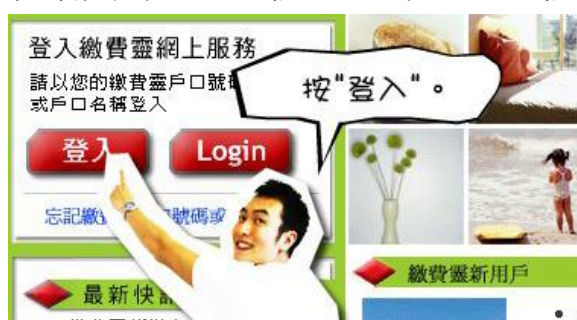 登入繳費靈網上服務
請以您的繳費靈戶口號
或戶口名稱登入
按"登入"。
登入 Login
忘記繳 號碼或
最新快
繳費靈新用戶